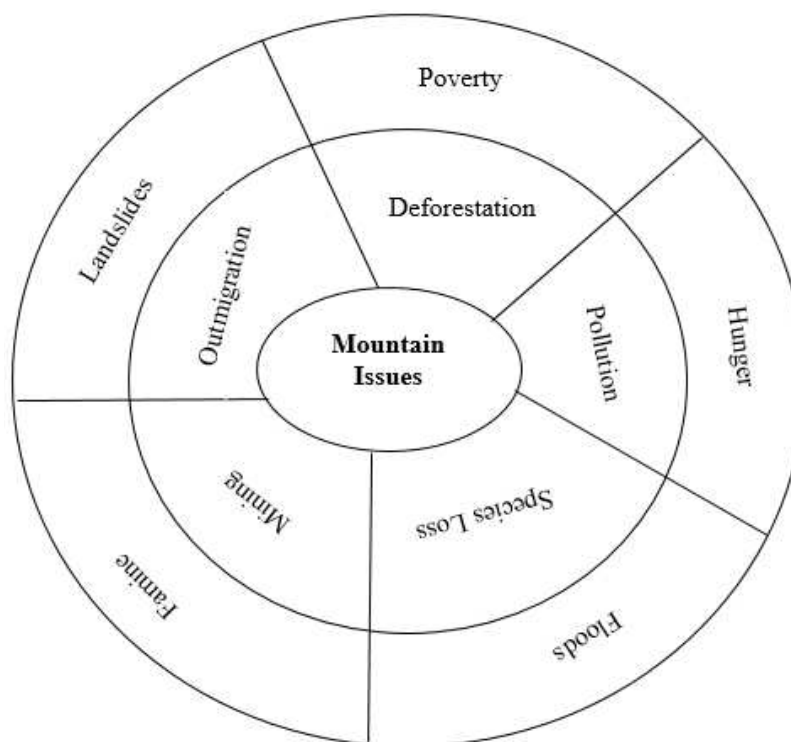 Poverty
Deforestation
Landslides
Outmigration
Mountain
Issues
Pollution
Hunger
Mining
Species Loss
Famine
Floods